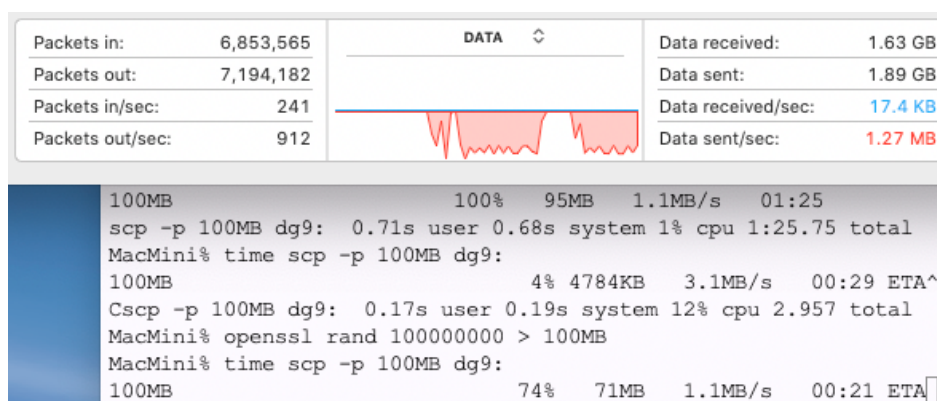 Packets in: 6,853,565
Packets out: 7,194,182
Packets in/sec: 241
Packets out/sec: 912
DATA
Data received: 1.63 GB
Data sent: 1.89 GB
Data received/sec: 17.4 KB
Data sent/sec: 1.27 MB
100MB 100% 95MB 1.1MB/s 01:25
scp -p 100MB dg9: 0.71s user 0.68s system 1% cpu 1:25.75 total
MacMini% time scp -p 100MB dg9:
100MB 4% 4784KB 3.1MB/s 00:29 ETA^
Cscp -p 100MB dg9: 0.17s user 0.19s system 12% cpu 2.957 total
MacMini% openssl rand 100000000 > 100MB
MacMini% time scp -p 100MB dg9:
100MB 74% 71MB 1.1MB/s 00:21 ETA